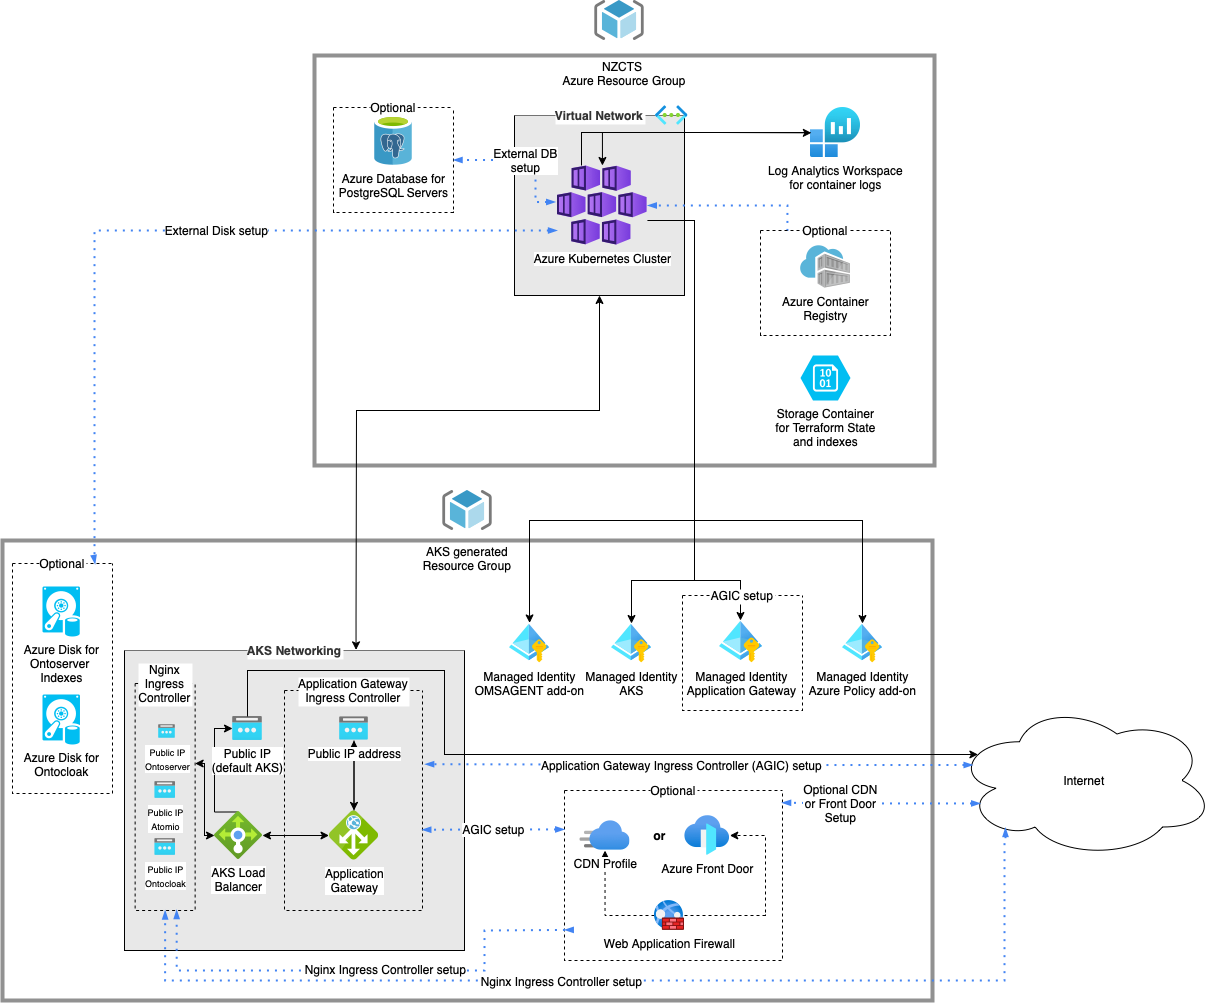 NZCTS
Azure Resource Group
Optional
Azure Database for
PostgreSQL Servers
Virtual Network
External DB
setup
Azure Kubernetes Cluster
Log Analytics Workspace
for container logs
External Disk setup
Optional
Azure Container
Registry
10
01
Storage Container
for Terraform State
and indexes
AKS generated
Resource Group
Optional
Azure Disk for
Ontoserver
Indexes
Azure Disk for
Ontocloak
AGIC setup
Managed Identity
OMSAGENT add-on
Managed Identity
AKS
Managed Identity
Application Gateway
Managed Identity
Azure Policy add-on
AKS Networking
Nginx
Ingress
Controller
Public IP
Ontoserver
Public IP
Atomio
Public IP
Ontocloak
Public IP
(default AKS)
AKS Load
Balancer
Application Gateway
Ingress Controller
Public IP address
Application
Gateway
Application Gateway Ingress Controller (AGIC) setup
AGIC setup
Optional
CDN Profile
or
Azure Front Door
Web Application Firewall
Optional CDN
or Front Door
Setup
Internet
Nginx Ingress Controller setup
Nginx Ingress Controller setup